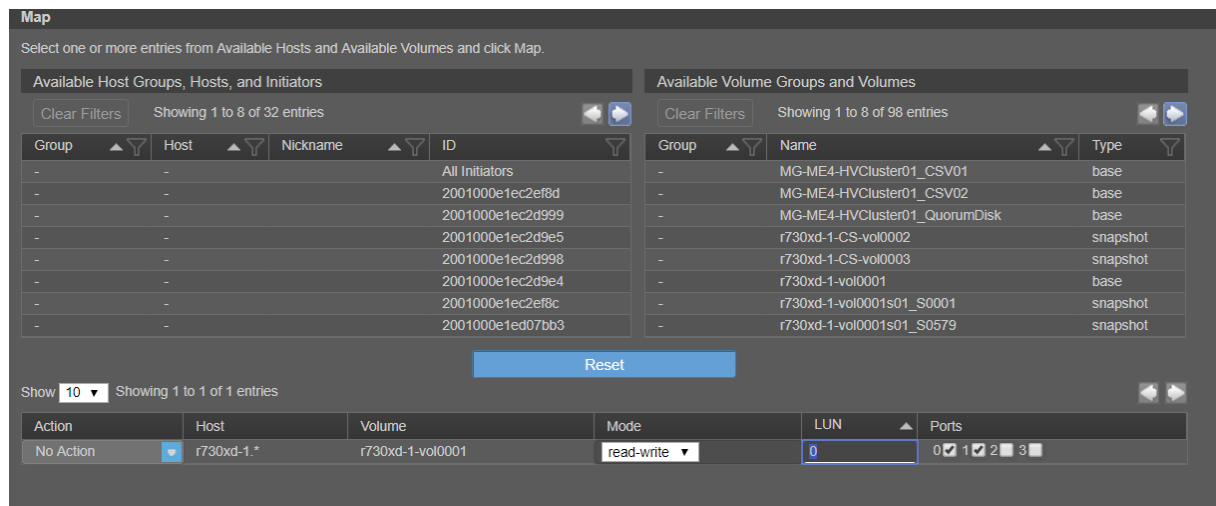 Map
Select one or more entries from Available Hosts and Available Volumes and click Map.
Available Host Groups, Hosts, and Initiators
Clear Filters Showing 1 to 8 of 32 entries
Group Host Nickname ID
- - All Initiators
- - 2001000e1ec2ef8d
- - 2001000e1ec2d999
- - 2001000e1ec2d9e5
- - 2001000e1ec2d998
- - 2001000e1ec2d9e4
- - 2001000e1ec2ef8c
- - 2001000e1ed07bb3
Available Volume Groups and Volumes
Clear Filters Showing 1 to 8 of 98 entries
Group Name Type
- MG-ME4-HVCluster01_CSV01 base
- MG-ME4-HVCluster01_CSV02 base
- MG-ME4-HVCluster01_QuorumDisk base
- r730xd-1-CS-vol0002 snapshot
- r730xd-1-CS-vol0003 snapshot
- r730xd-1-vol0001 base
- r730xd-1-vol0001s01_S0001 snapshot
- r730xd-1-vol0001s01_S0579 snapshot
Reset
Show 10 Showing 1 to 1 of 1 entries
Action Host Volume Mode LUN Ports
No Action r730xd-1.* r730xd-1-vol0001 read-write 0 0 1 2 3